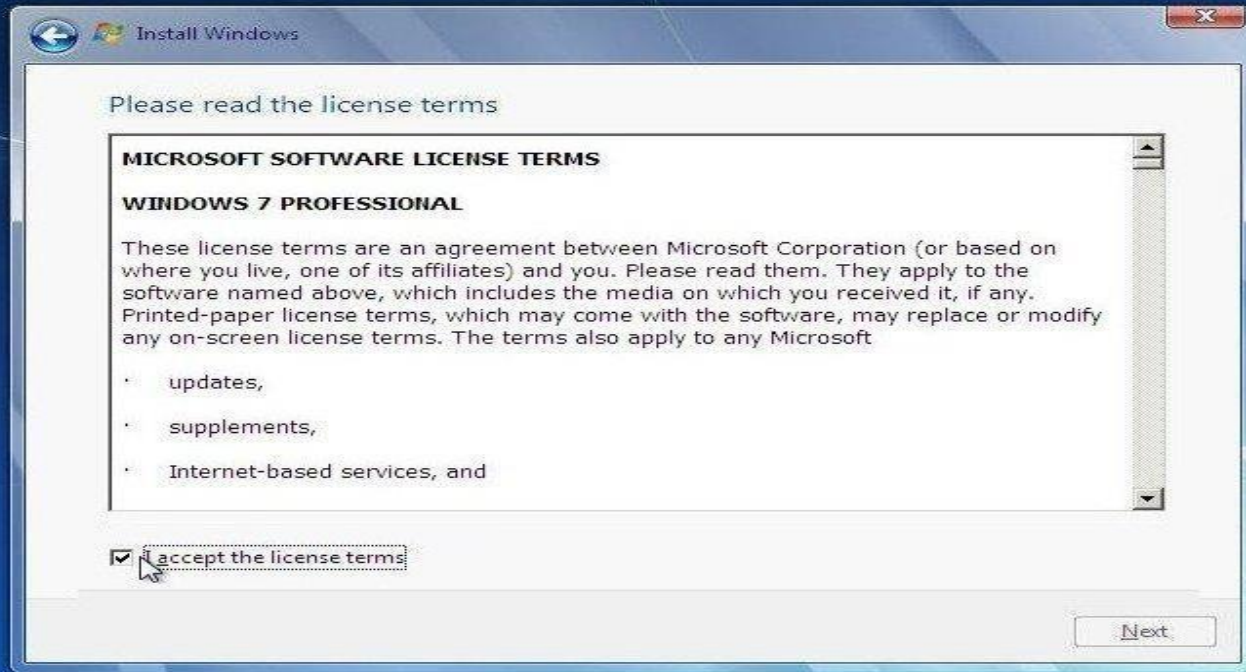 Install Windows
Please read the license terms
MICROSOFT SOFTWARE LICENSE TERMS
WINDOWS 7 PROFESSIONAL
These license terms are an agreement between Microsoft Corporation (or based on
where you live, one of its affiliates) and you. Please read them. They apply to the
software named above, which includes the media on which you received it, if any.
Printed-paper license terms, which may come with the software, may replace or modify
any on-screen license terms. The terms also apply to any Microsoft
· updates,
· supplements,
· Internet-based services, and
I accept the license terms
Next